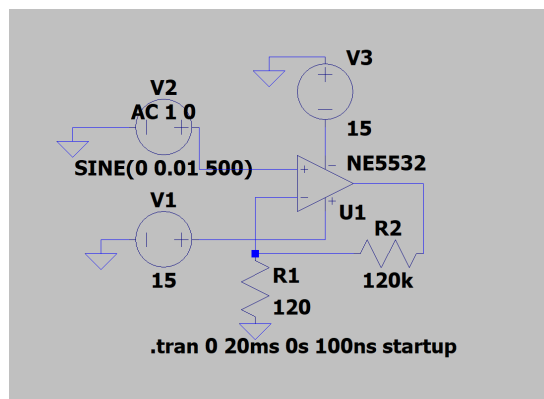 V3
V2
AC 1 0
15
SINE(0 0.01 500)
NE5532
V1
U1
R2
15
R1
120k
120
.tran 0 20ms 0s 100ns startup